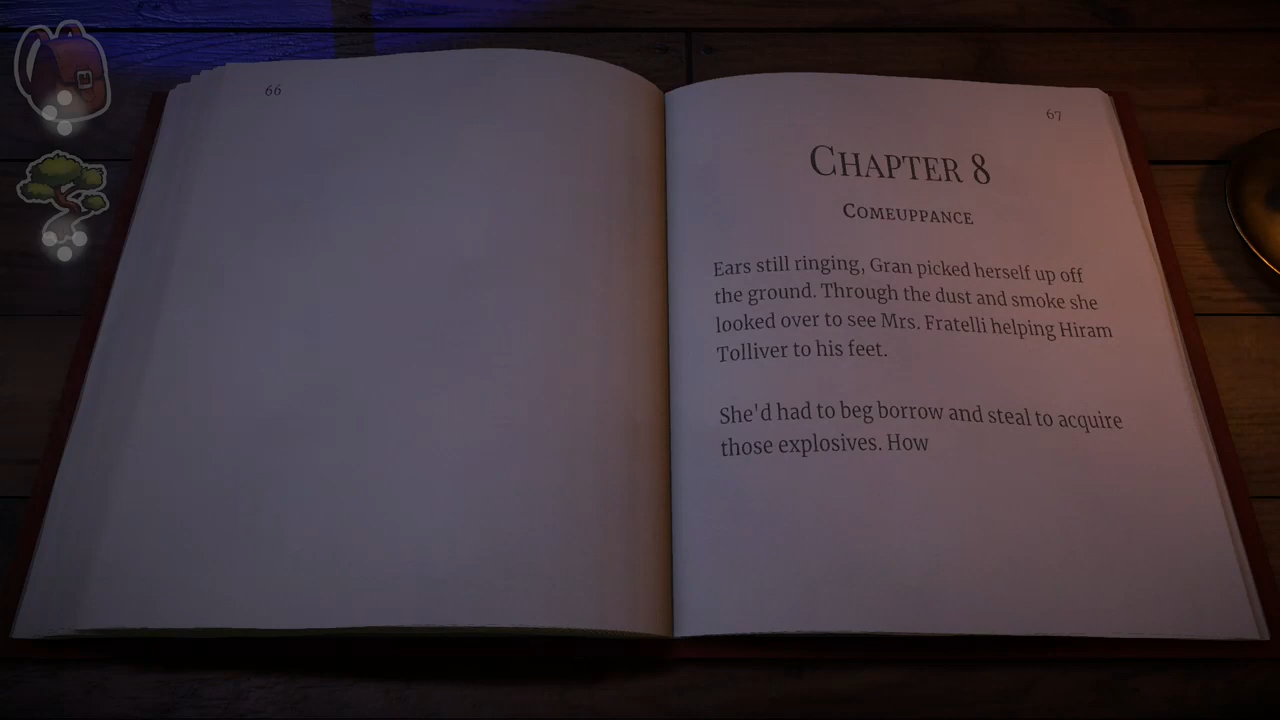 66
67
Chapter 8
Comeuppance
Ears still ringing, Gran picked herself up off
the ground. Through the dust and smoke she
looked over to see Mrs. Fratelli helping Hiram
Tolliver to his feet.
She'd had to beg borrow and steal to acquire
those explosives. How